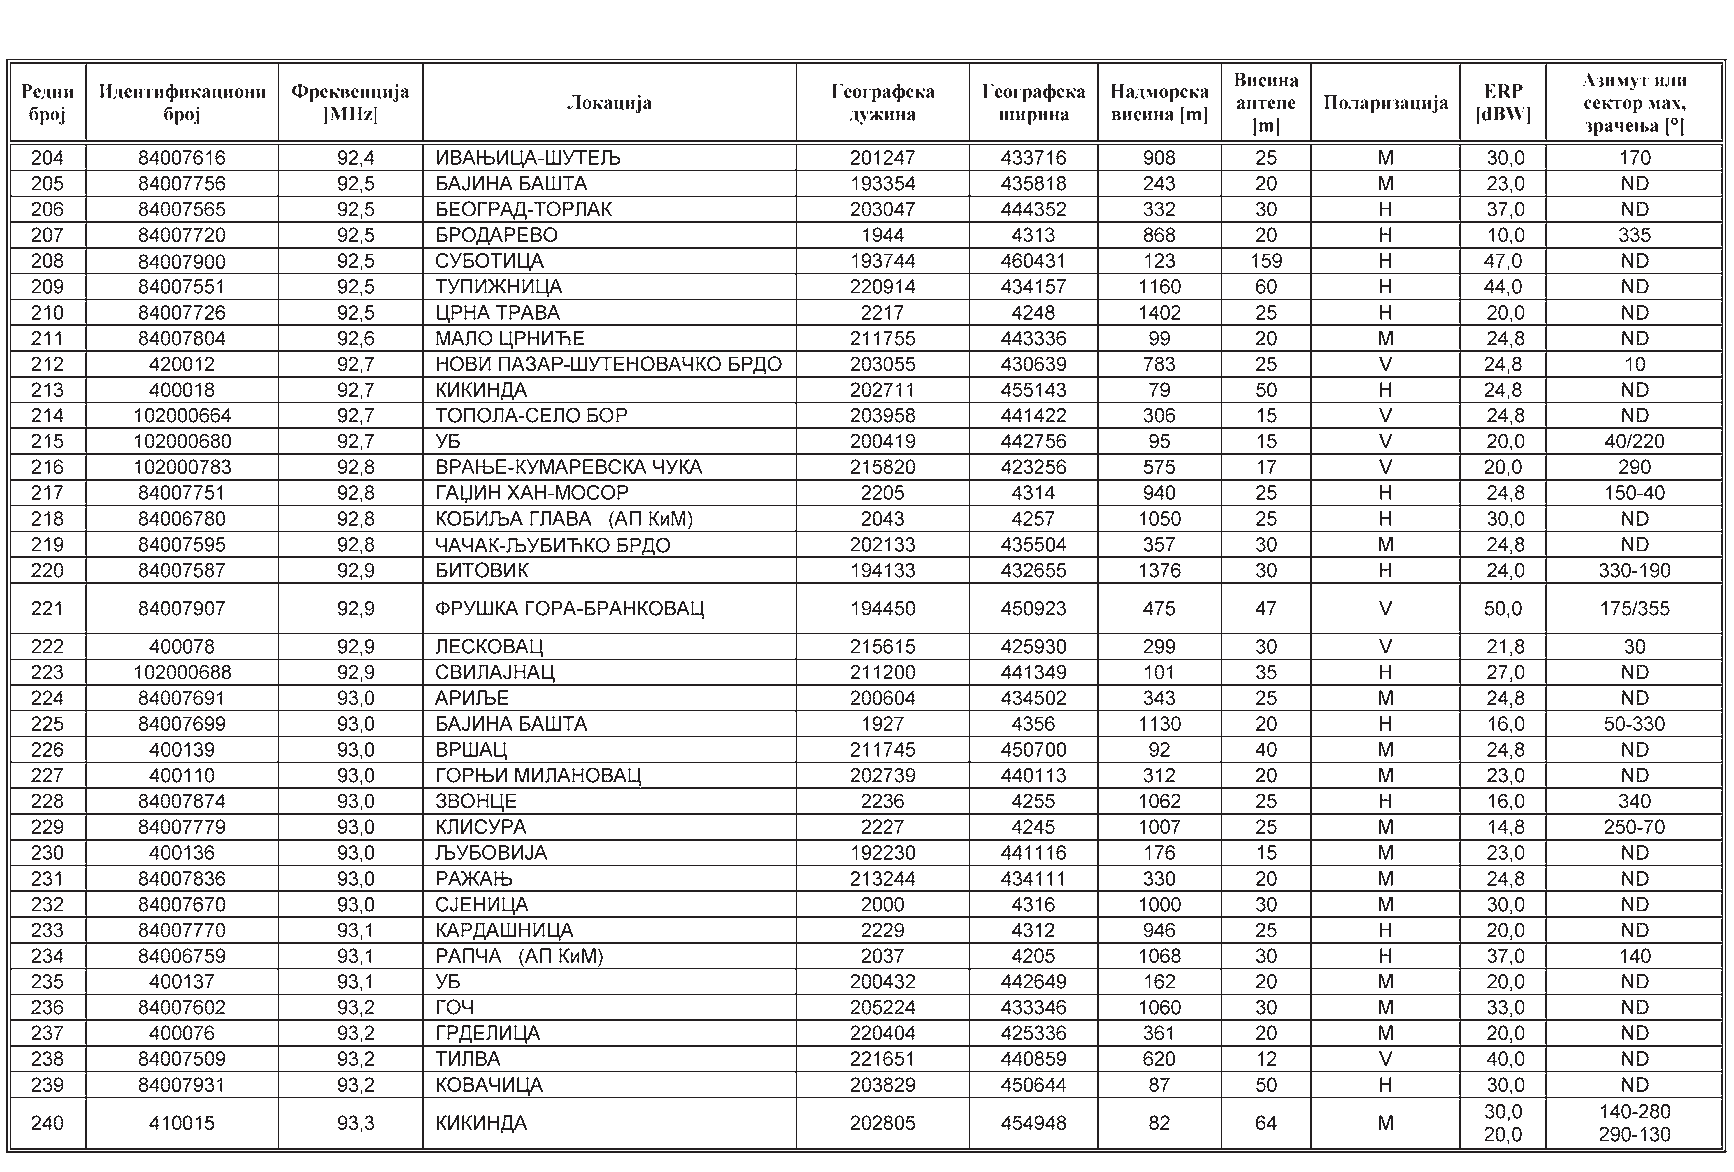 Редни број Идентификациони број Фреквенција ]MHz[ Локација Географска дужина Географска ширина Надморска висина [m] Висина антене ]m[ Поларизација ERP [dBW] Азимут или сектор мах, зрачења [°[
204 84007616 92,4 ИВАЊИЦА-ШУТЕЉ 201247 433716 908 25 M 30,0 170
205 84007756 92,5 БАЈИНА БАШТА 193354 435818 243 20 M 23,0 ND
206 84007565 92,5 БЕОГРАД-ТОРЛАК 203047 444352 332 30 H 37,0 ND
207 84007720 92,5 БРОДАРЕВО 1944 4313 868 20 H 10,0 335
208 84007900 92,5 СУБОТИЦА 193744 460431 123 159 H 47,0 ND
209 84007551 92,5 ТУПИЖНИЦА 220914 434157 1160 60 H 44,0 ND
210 84007726 92,5 ЦРНА ТРАВА 2217 4248 1402 25 H 20,0 ND
211 84007804 92,6 МАЛО ЦРНИЋЕ 211755 443336 99 20 M 24,8 ND
212 420012 92,7 НОВИ ПАЗАР-ШУТЕНОВАЧКО БРДО 203055 430639 783 25 V 24,8 10
213 400018 92,7 КИКИНДА 202711 455143 79 50 H 24,8 ND
214 102000664 92,7 ТОПОЛА-СЕЛО БОР 203958 441422 306 15 V 24,8 ND
215 102000680 92,7 УБ 200419 442756 95 15 V 20,0 40/220
216 102000783 92,8 ВРАЊЕ-КУМАРЕВСКА ЧУКА 215820 423256 575 17 V 20,0 290
217 84007751 92,8 ГАЏИН ХАН-МОСОР 2205 4314 940 25 H 24,8 150-40
218 84006780 92,8 КОБИЉА ГЛАВА (АП КиМ) 2043 4257 1050 25 H 30,0 ND
219 84007595 92,8 ЧАЧАК-ЉУБИЋКО БРДО 202133 435504 357 30 M 24,8 ND
220 84007587 92,9 БИТОВИК 194133 432655 1376 30 H 24,0 330-190
221 84007907 92,9 ФРУШКА ГОРА-БРАНКОВАЦ 194450 450923 475 47 V 50,0 175/355
222 400078 92,9 ЛЕСКОВАЦ 215615 425930 299 30 V 21,8 30
223 102000688 92,9 СВИЛАЈНАЦ 211200 441349 101 35 H 27,0 ND
224 84007691 93,0 АРИЉЕ 200604 434502 343 25 M 24,8 ND
225 84007699 93,0 БАЈИНА БАШТА 1927 4356 1130 20 H 16,0 50-330
226 400139 93,0 ВРШАЦ 211745 450700 92 40 M 24,8 ND
227 400110 93,0 ГОРЊИ МИЛАНОВАЦ 202739 440113 312 20 M 23,0 ND
228 84007874 93,0 ЗВОНЦЕ 2236 4255 1062 25 H 16,0 340
229 84007779 93,0 КЛИСУРА 2227 4245 1007 25 M 14,8 250-70
230 400136 93,0 ЉУБОВИЈА 192230 441116 176 15 M 23,0 ND
231 84007836 93,0 РАЖАЊ 213244 434111 330 20 M 24,8 ND
232 84007670 93,0 СЈЕНИЦА 2000 4316 1000 30 M 30,0 ND
233 84007770 93,1 КАРДАШНИЦА 2229 4312 946 25 H 20,0 ND
234 84006759 93,1 РАПЧА (АП КиМ) 2037 4205 1068 30 H 37,0 140
235 400137 93,1 УБ 200432 442649 162 20 M 20,0 ND
236 84007602 93,2 ГОЧ 205224 433346 1060 30 M 33,0 ND
237 400076 93,2 ГРДЕЛИЦА 220404 425336 361 20 M 20,0 ND
238 84007509 93,2 ТИЛВА 221651 440859 620 12 V 40,0 ND
239 84007931 93,2 КОВАЧИЦА 203829 450644 87 50 H 30,0 ND
240 410015 93,3 КИКИНДА 202805 454948 82 64 M 30,0 140-280
20,0 290-130